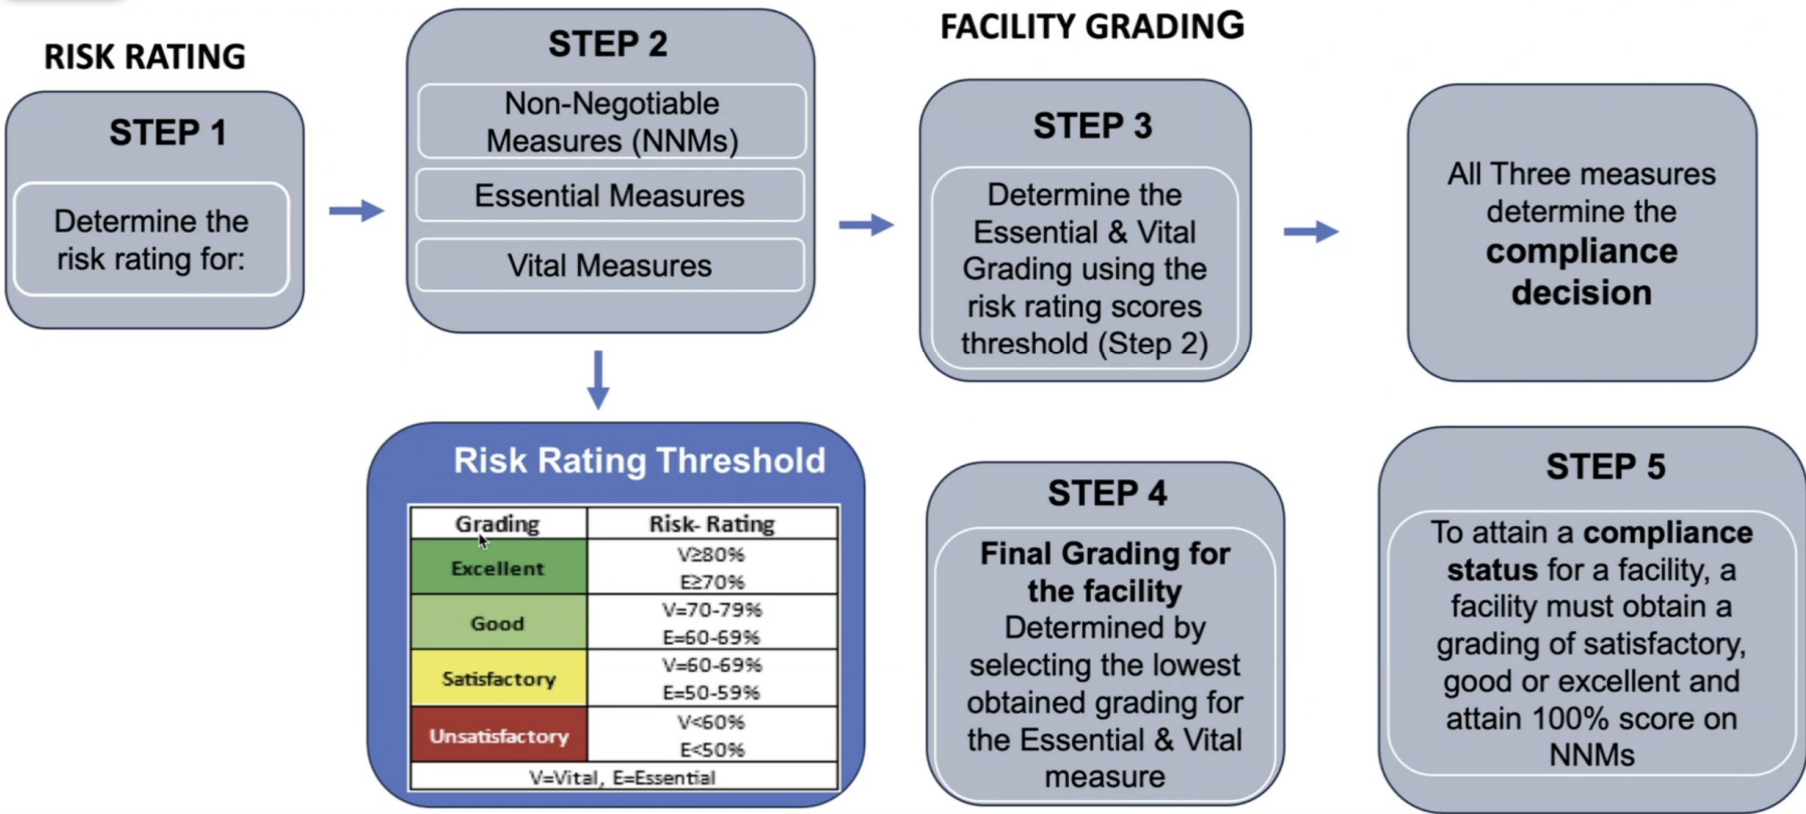 RISK RATING
STEP 1
Determine the
risk rating for:
STEP 2
Non-Negotiable
Measures (NNMs)
Essential Measures
Vital Measures
Risk Rating Threshold
Grading
Risk- Rating
Excellent
V≥80%
E≥70%
Good
V=70-79%
E=60-69%
Satisfactory
V=60-69%
E=50-59%
Unsatisfactory
V<60%
E<50%
V=Vital, E=Essential
FACILITY GRADING
STEP 3
Determine the
Essential & Vital
Grading using the
risk rating scores
threshold (Step 2)
All Three measures
determine the
compliance
decision
STEP 4
Final Grading for
the facility
Determined by
selecting the lowest
obtained grading for
the Essential & Vital
measure
STEP 5
To attain a compliance
status for a facility, a
facility must obtain a
grading of satisfactory,
good or excellent and
attain 100% score on
NNMs